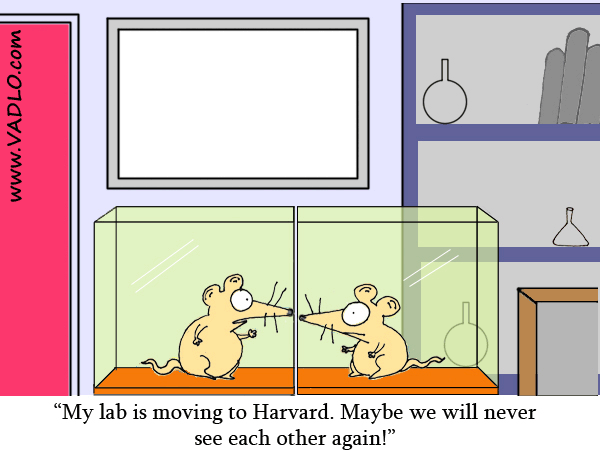 www.VADLO.com
“My lab is moving to Harvard. Maybe we will never
see each other again!”